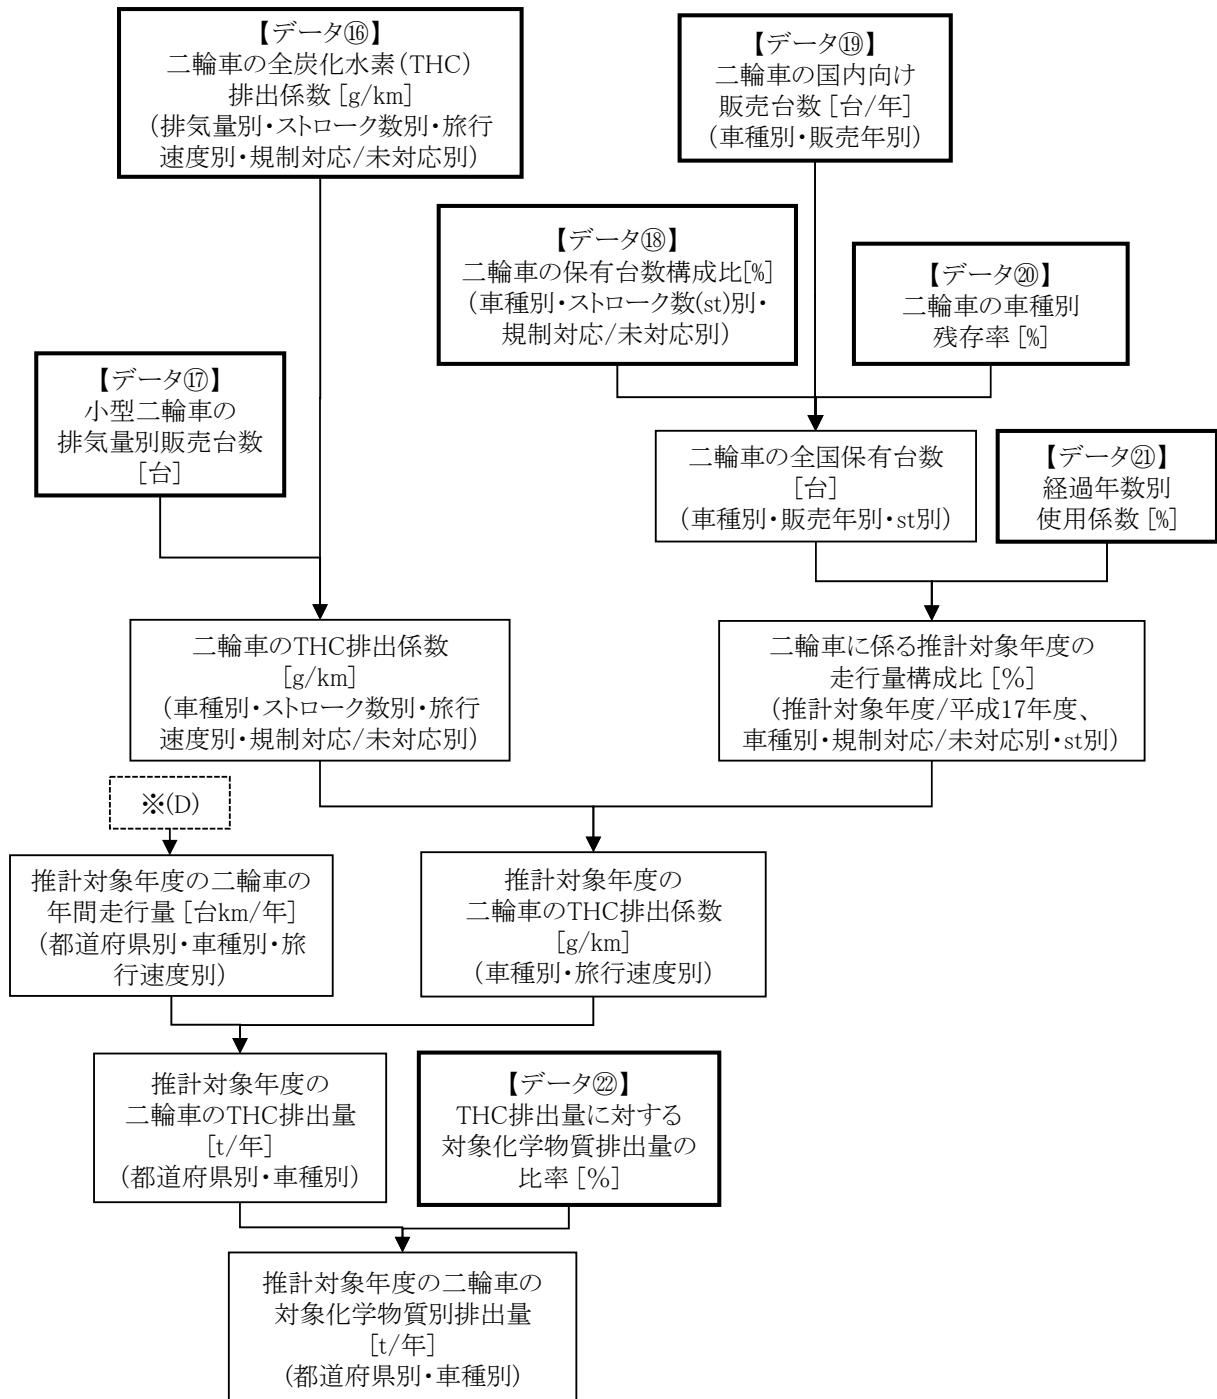 【データ⑯】
二輪車の全炭化水素（THC）
排出係数［g/km］
（排気量別・ストローク数別・旅行
速度別・規制対応/未対応別）
【データ⑲】
二輪車の国内向け
販売台数［台/年］
（車種別・販売年別）
【データ⑱】
二輪車の保有台数構成比[%]
（車種別・ストローク数(st)別・
規制対応/未対応別）
【データ⑳】
二輪車の車種別
残存率［%］
【データ⑰】
小型二輪車の
排気量別販売台数
［台］
二輪車の全国保有台数
［台］
（車種別・販売年別・st別）
【データ㉑】
経過年数別
使用係数［%］
二輪車のTHC排出係数
［g/km］
（車種別・ストローク数別・旅行
速度別・規制対応/未対応別）
二輪車に係る推計対象年度の
走行量構成比［％］
（推計対象年度/平成17年度、
車種別・規制対応/未対応別・st別）
※(D)
推計対象年度の二輪車の
年間走行量［台km/年］
（都道府県別・車種別・旅
行速度別）
推計対象年度の
二輪車のTHC排出係数
［g/km］
（車種別・旅行速度別）
推計対象年度の
二輪車のTHC排出量
［t/年］
（都道府県別・車種別）
【データ㉒】
THC排出量に対する
対象化学物質排出量の
比率［％］
推計対象年度の二輪車の
対象化学物質別排出量
［t/年］
（都道府県別・車種別）